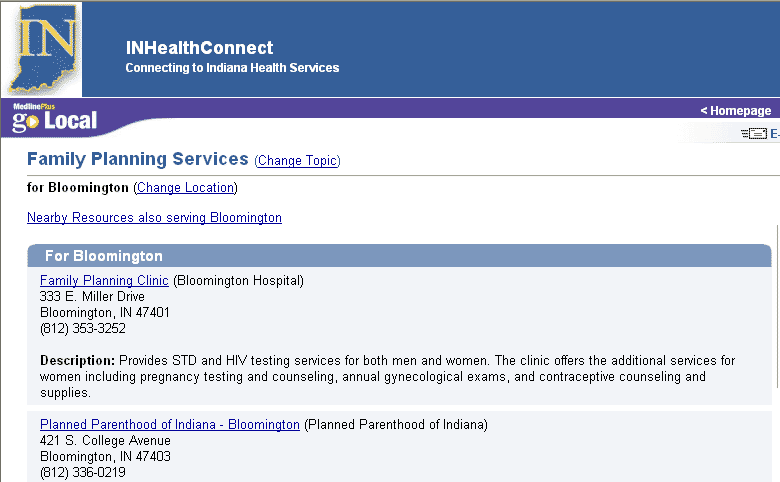 IN
INHealthConnect
Connecting to Indiana Health Services
MedlinePlus
go Local
< Homepage
E-
Family Planning Services (Change Topic)
for Bloomington (Change Location)
Nearby Resources also serving Bloomington
For Bloomington
Family Planning Clinic (Bloomington Hospital)
333 E. Miller Drive
Bloomington, IN 47401
(812) 353-3252
Description: Provides STD and HIV testing services for both men and women. The clinic offers the additional services for
women including pregnancy testing and counseling, annual gynecological exams, and contraceptive counseling and
supplies.
Planned Parenthood of Indiana - Bloomington (Planned Parenthood of Indiana)
421 S. College Avenue
Bloomington, IN 47403
(812) 336-0219